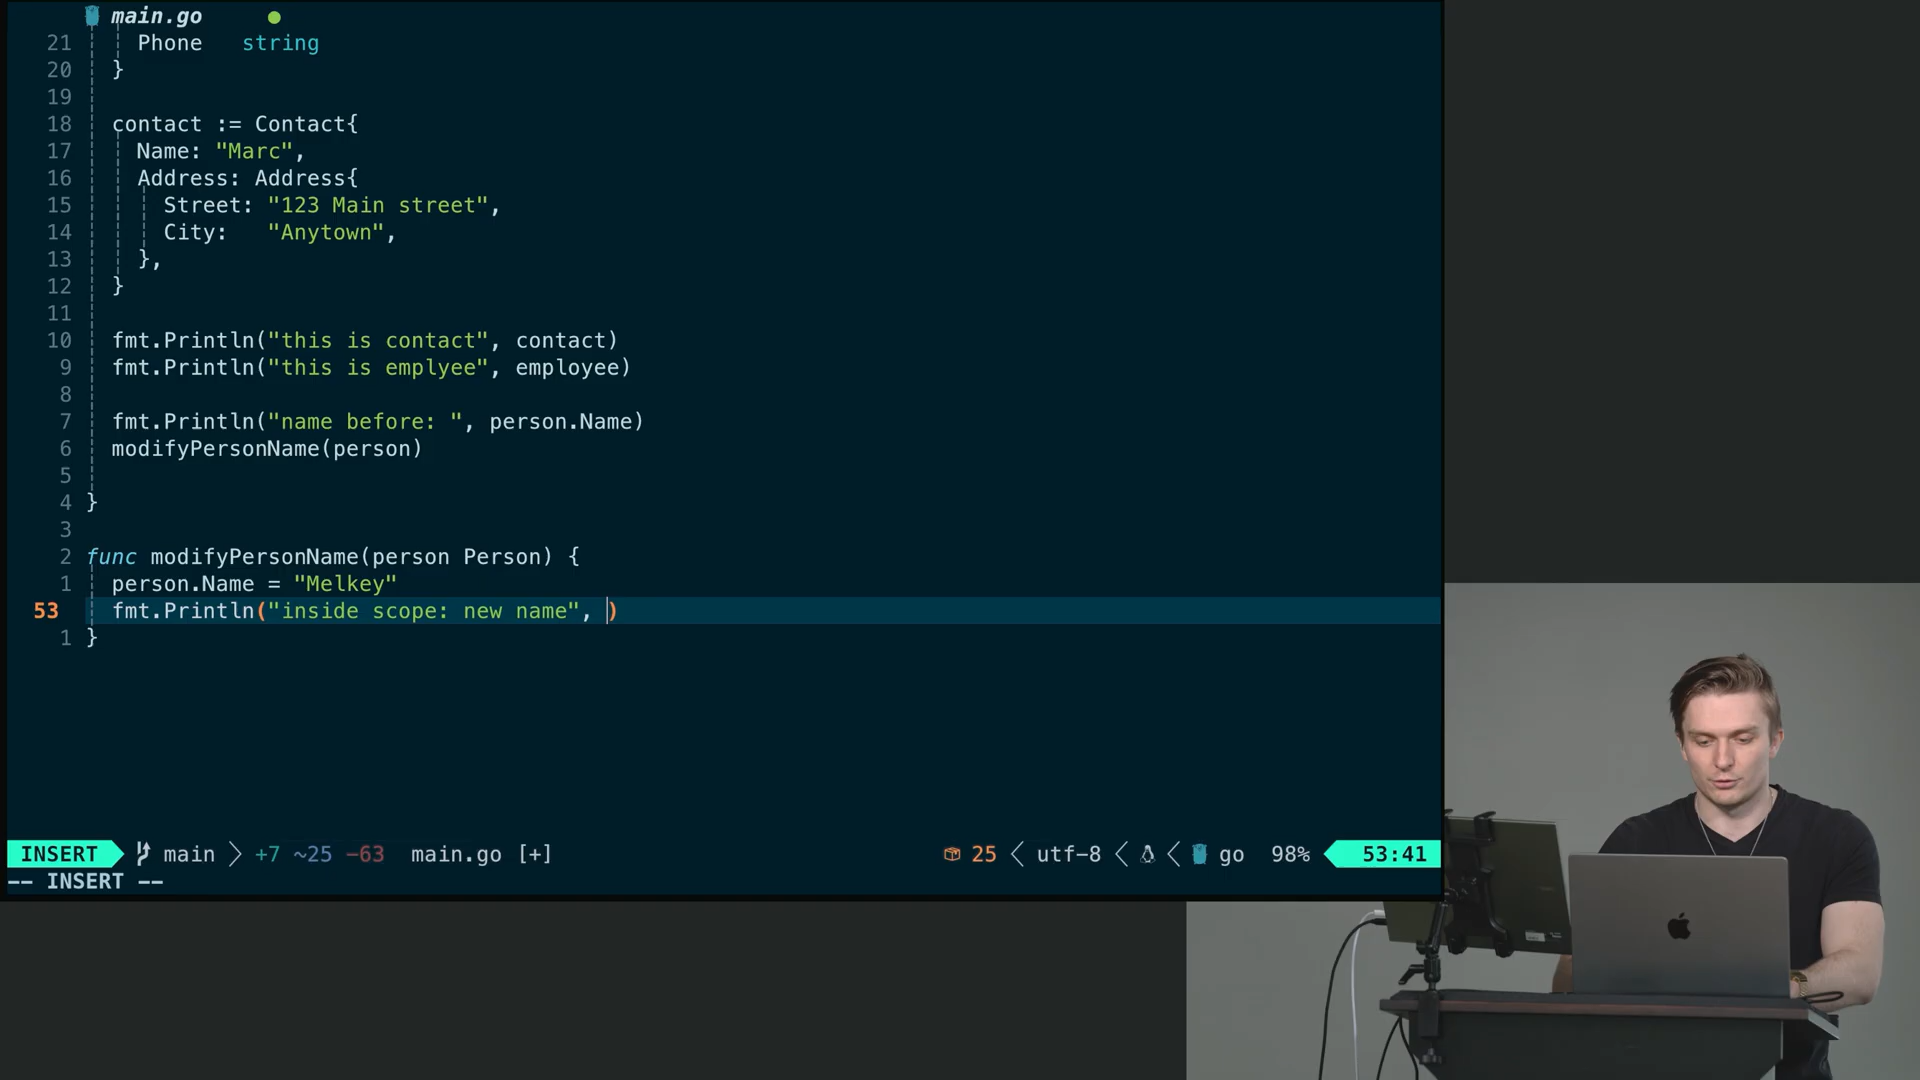 main.go
21 Phone string
20 }
19
18 contact := Contact{
17 Name: "Marc",
16 Address: Address{
15 Street: "123 Main street",
14 City: "Anytown",
13 },
12 }
11
10 fmt.Println("this is contact", contact)
9 fmt.Println("this is emplyee", employee)
8
7 fmt.Println("name before: ", person.Name)
6 modifyPersonName(person)
5
4 }
3
2 func modifyPersonName(person Person) {
1 person.Name = "Melkey"
53 fmt.Println("inside scope: new name", )
1 }
INSERT main +7 ~25 -63 main.go [+] 25 utf-8 go 98% 53:41
-- INSERT --